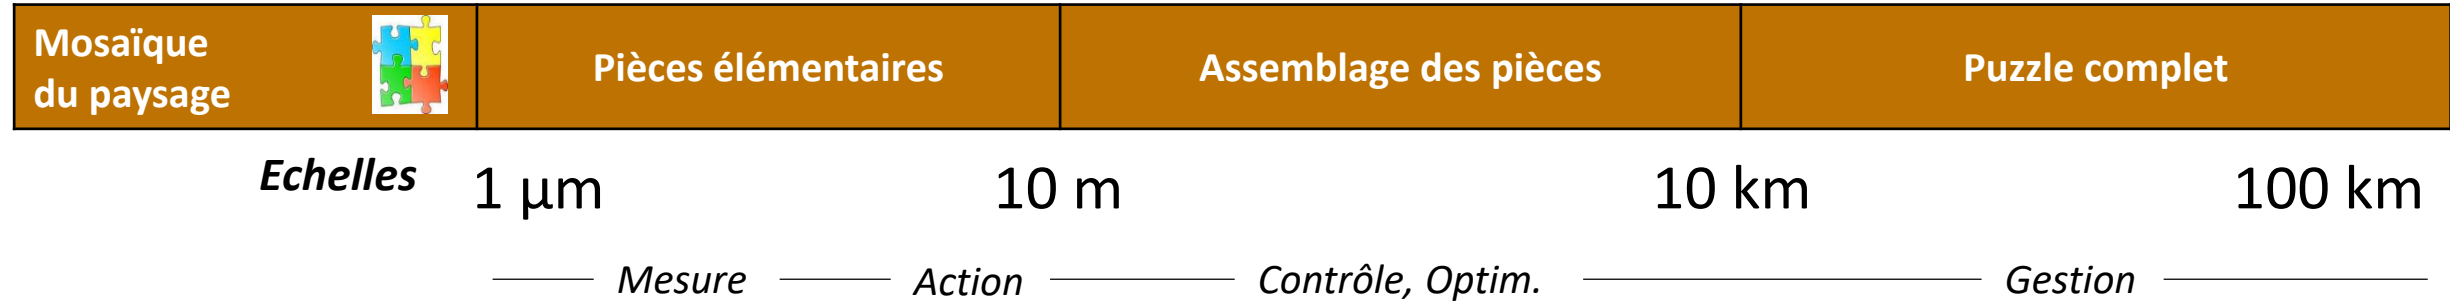 Mosaïque
du paysage
Pièces élémentaires
Assemblage des pièces
Puzzle complet
Echelles
1 µm
10 m
10 km
100 km
Mesure
Action
Contrôle, Optim.
Gestion